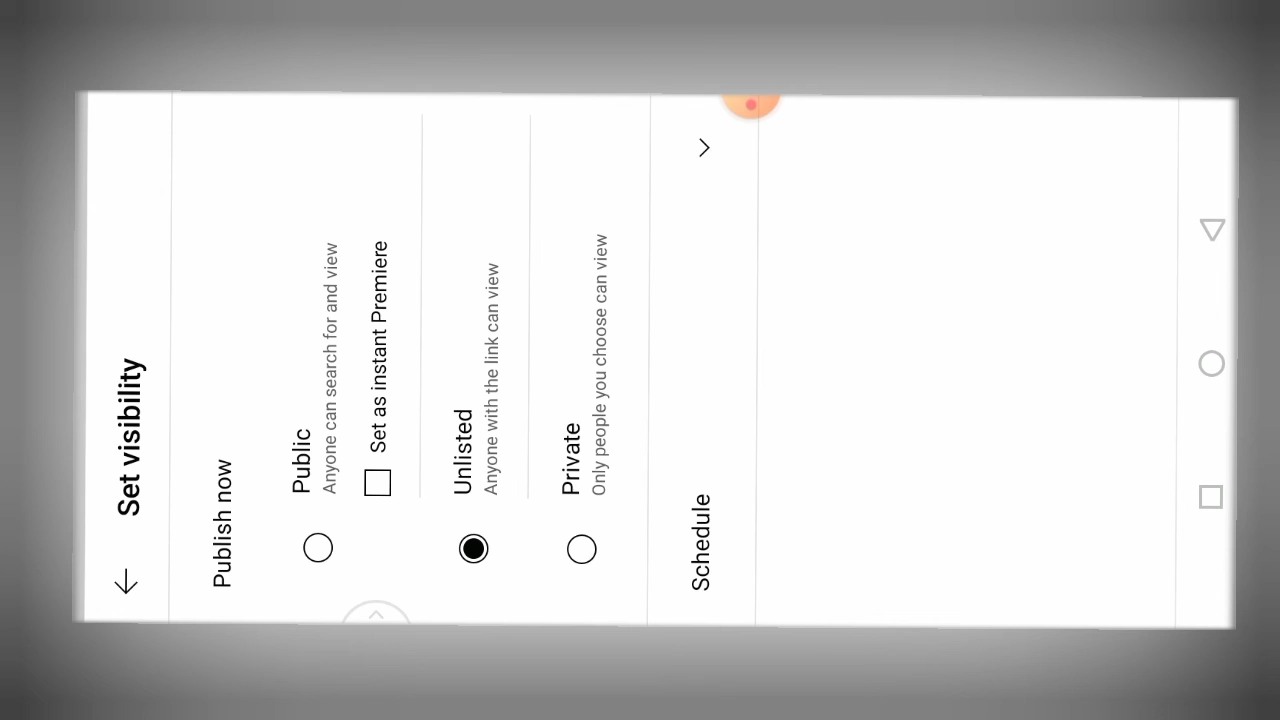 Set visibility
Publish now
Public
Anyone can search for and view
Set as instant Premiere
Unlisted
Anyone with the link can view
Private
Only people you choose can view
Schedule